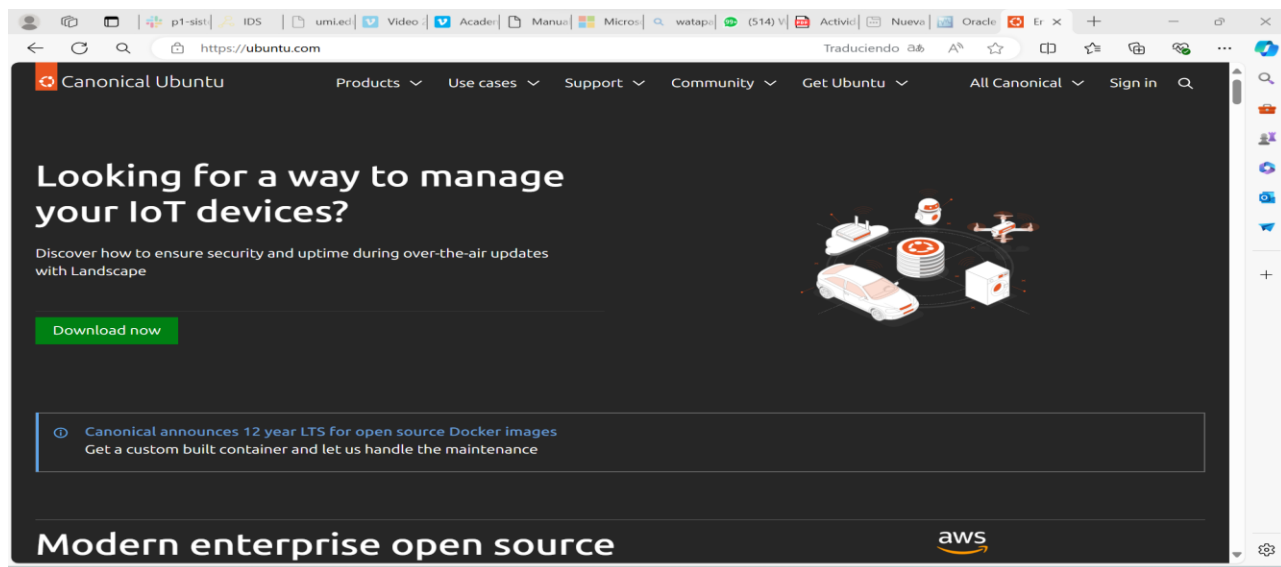 p1-sist IDS umi.ed Video Acader Manua Micros watapa (514) V Activid Nueva Oracle Er
https://ubuntu.com Traduciendo
Canonical Ubuntu Products Use cases Support Community Get Ubuntu All Canonical Sign in
Looking for a way to manage
your IoT devices?
Discover how to ensure security and uptime during over-the-air updates
with Landscape
Download now
Canonical announces 12 year LTS for open source Docker images
Get a custom built container and let us handle the maintenance
Modern enterprise open source
aws